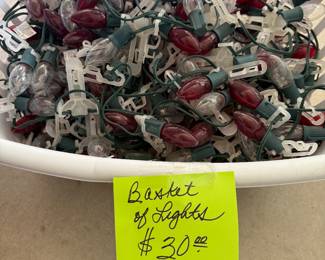 Basket
of Lights
$ 30.00